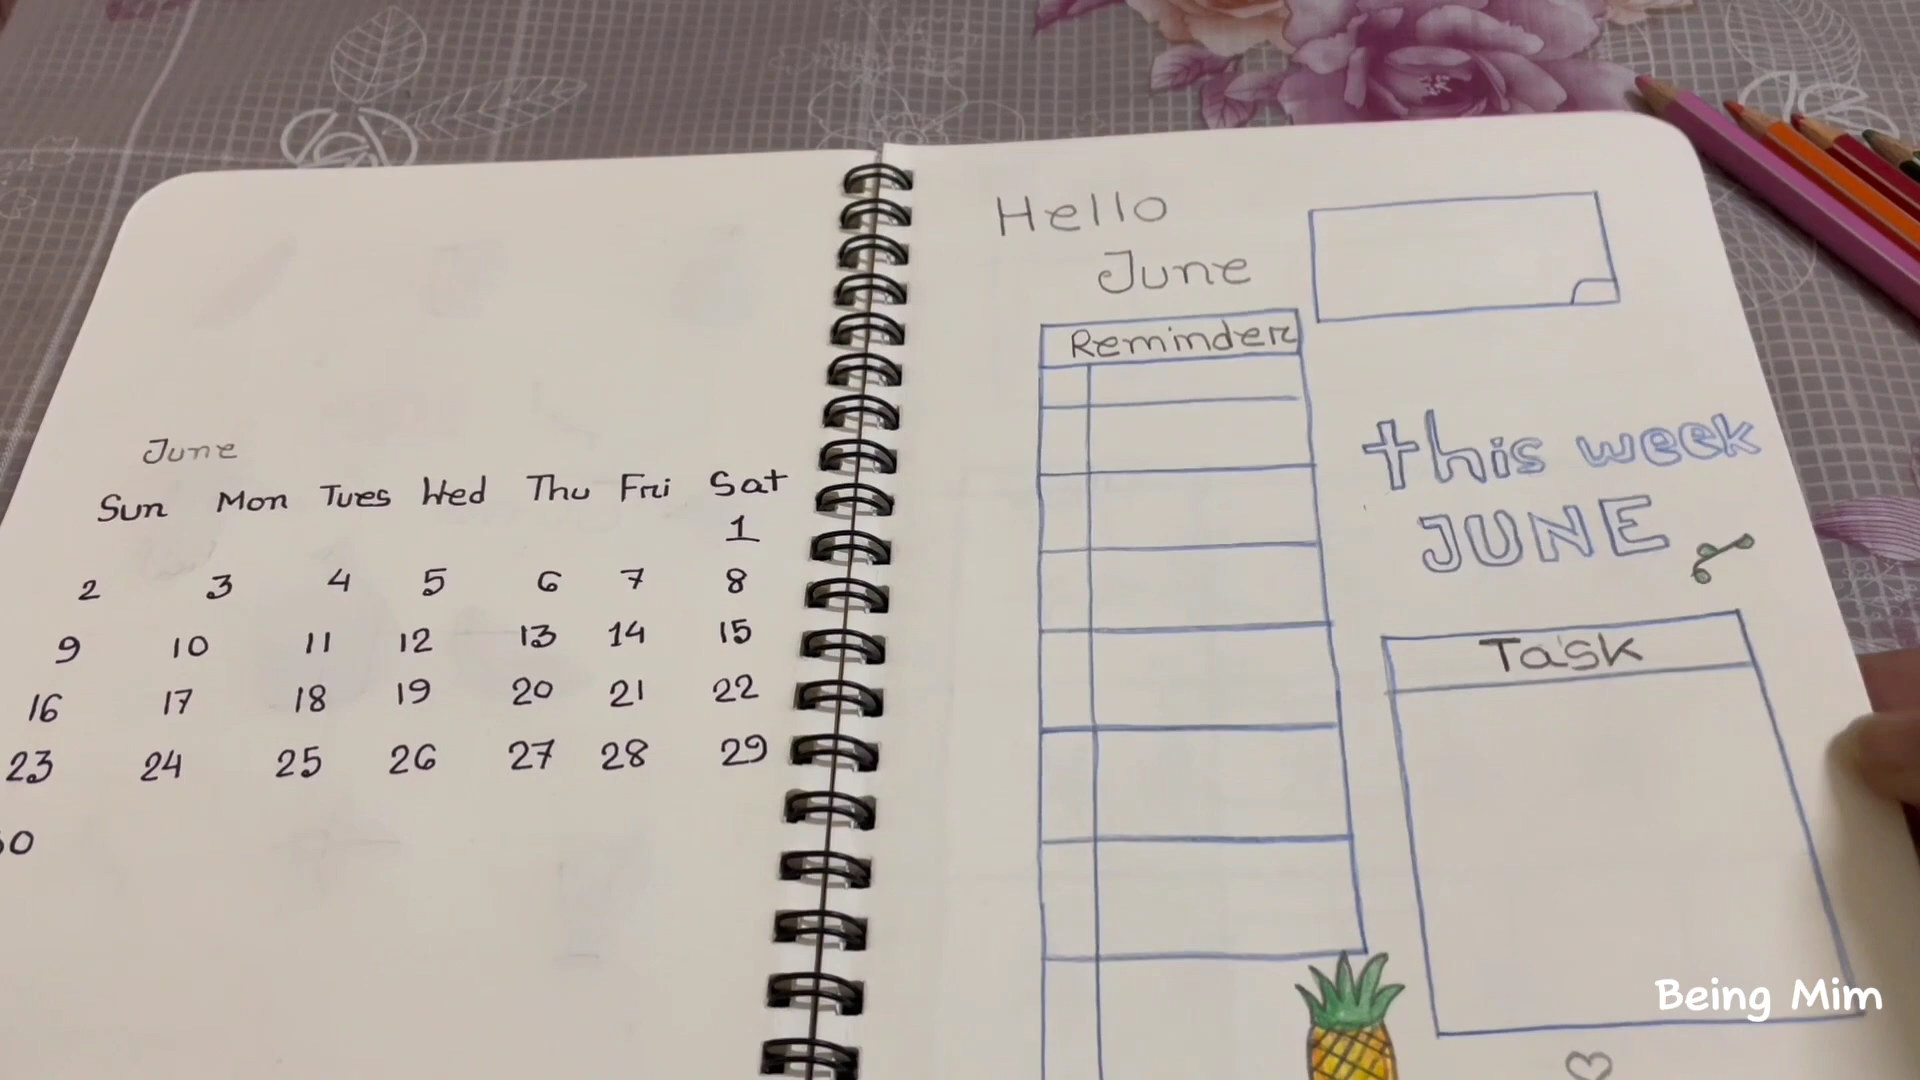 June
Sun Mon Tues Wed Thu Fri Sat
1
2 3 4 5 6 7 8
9 10 11 12 13 14 15
16 17 18 19 20 21 22
23 24 25 26 27 28 29
Hello
June
Reminder
this week
JUNE
Task
Being Mim